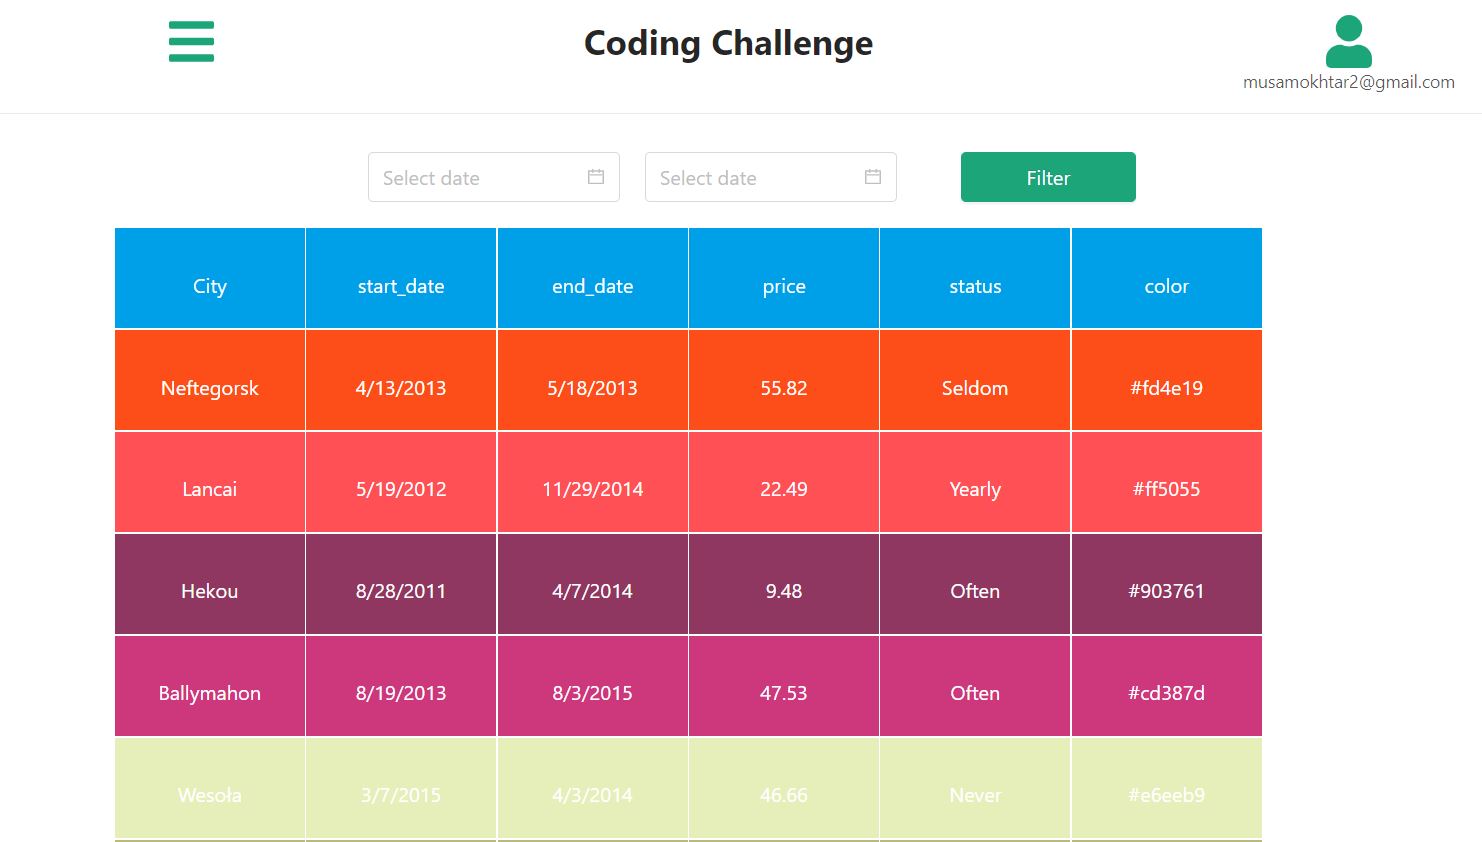 Coding Challenge
musamokhtar2@gmail.com
Select date Select date Filter
City start_date end_date price status color
Neftegorsk 4/13/2013 5/18/2013 55.82 Seldom #fd4e19
Lancai 5/19/2012 11/29/2014 22.49 Yearly #ff5055
Hekou 8/28/2011 4/7/2014 9.48 Often #903761
Ballymahon 8/19/2013 8/3/2015 47.53 Often #cd387d
Wesoła 3/7/2015 4/3/2014 46.66 Never #e6eeb9